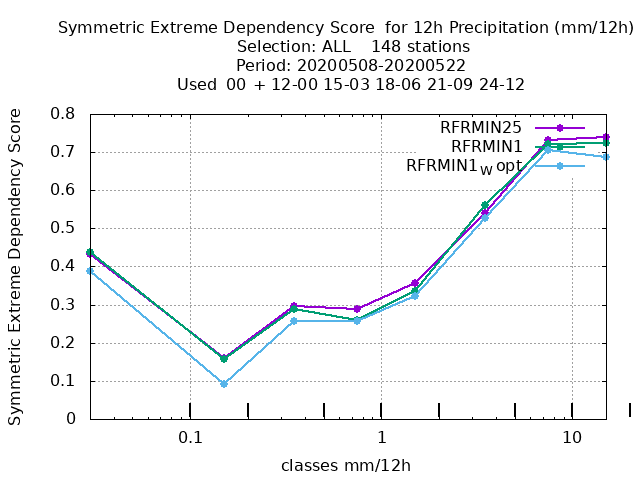 Symmetric Extreme Dependency Score  for 12h Precipitation (mm/12h)
Selection: ALL    148 stations
Period: 20200508-20200522
Used  00 + 12-00 15-03 18-06 21-09 24-12
Symmetric Extreme Dependency Score
0.8
0.7
0.6
0.5
0.4
0.3
0.2
0.1
0
RFRMIN25
RFRMIN1
RFRMIN1W opt
0.1 1 10
classes mm/12h